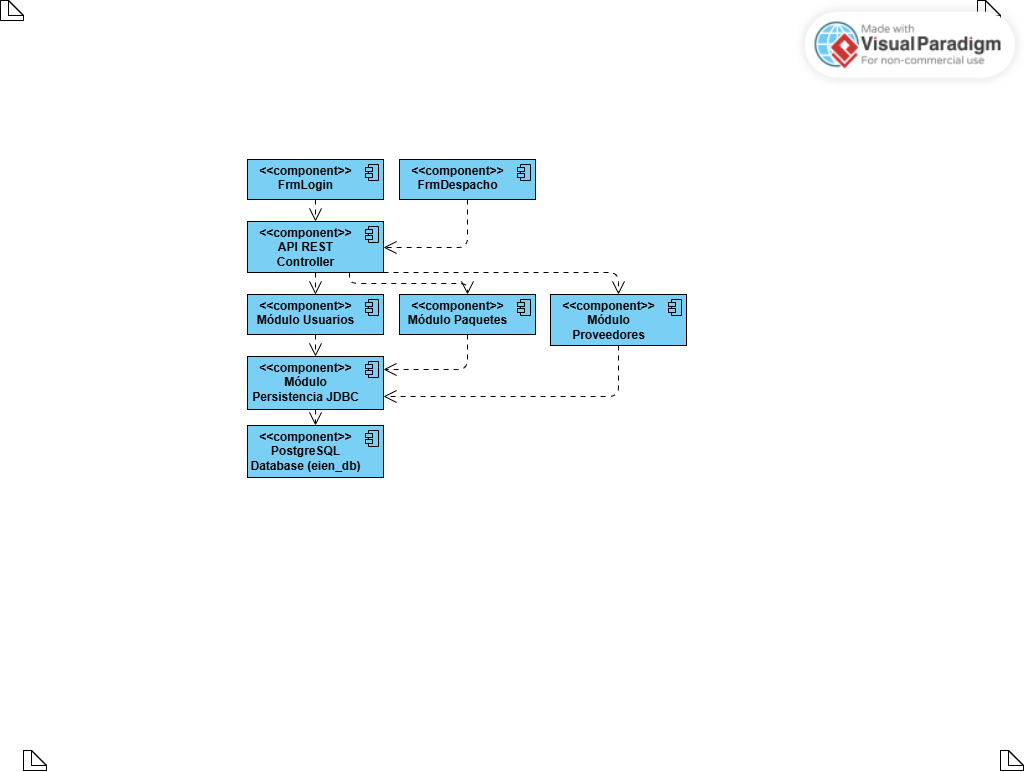 Made with
Visual Paradigm
For non-commercial use
<<component>>
FrmLogin
<<component>>
FrmDespacho
<<component>>
API REST
Controller
<<component>>
Módulo Usuarios
<<component>>
Módulo Paquetes
<<component>>
Módulo
Proveedores
<<component>>
Módulo
Persistencia JDBC
<<component>>
PostgreSQL
Database (eien_db)